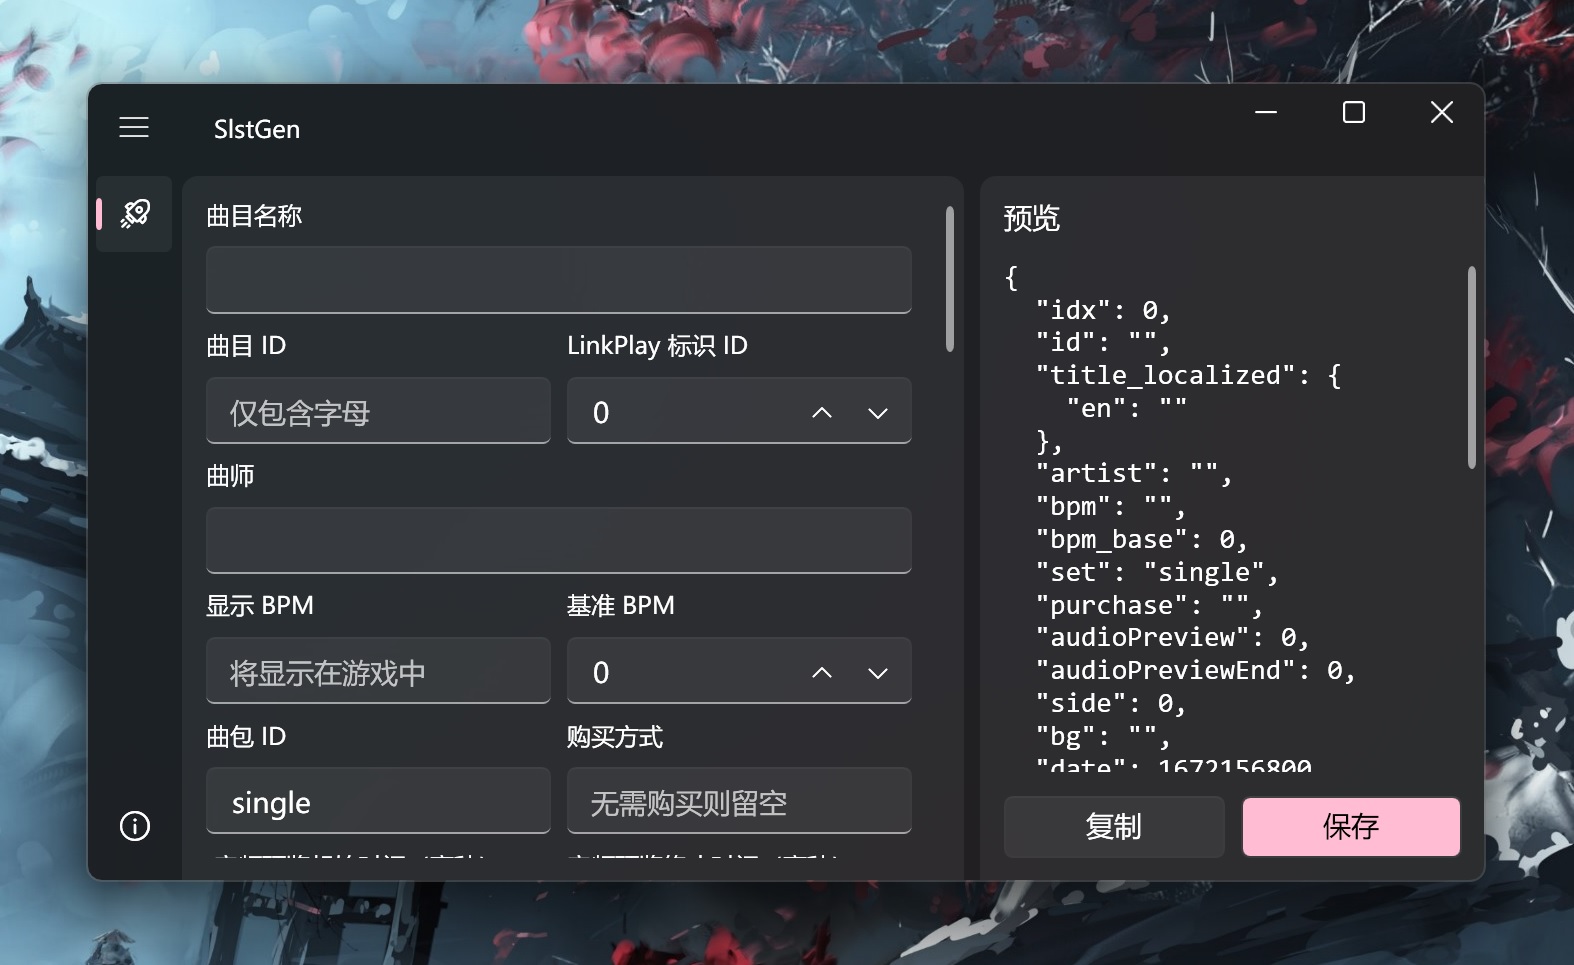 SlstGen
曲目名称
曲目 ID
LinkPlay 标识 ID
仅包含字母
0
曲师
显示 BPM
基准 BPM
将显示在游戏中
0
曲包 ID
购买方式
single
无需购买则留空
预览
{
"idx": 0,
"id": "",
"title_localized": {
"en": ""
},
"artist": "",
"bpm": "",
"bpm_base": 0,
"set": "single",
"purchase": "",
"audioPreview": 0,
"audioPreviewEnd": 0,
"side": 0,
"bg": "",
"date": 1672156800
复制
保存